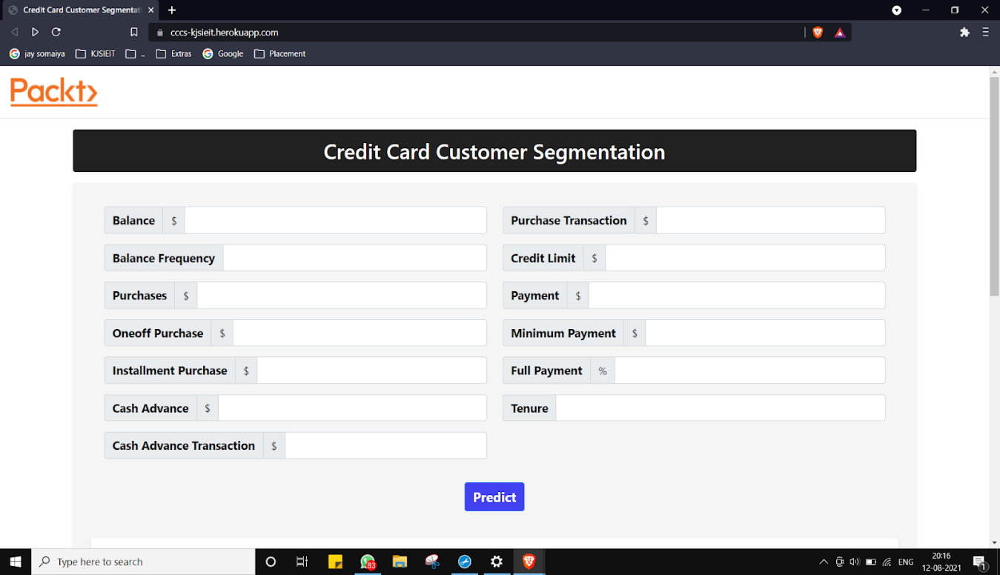 Credit Card Customer Segmentati
cccs-kjsieit.herokuapp.com
jay somaiya KJSIEIT .. Extras Google Placement
Packt>
Credit Card Customer Segmentation
Balance $
Purchase Transaction $
Balance Frequency
Credit Limit $
Purchases $
Payment $
Oneoff Purchase $
Minimum Payment $
Installment Purchase $
Full Payment %
Cash Advance $
Tenure
Cash Advance Transaction $
Predict
Type here to search
83
ENG
20:16
12-08-2021
1